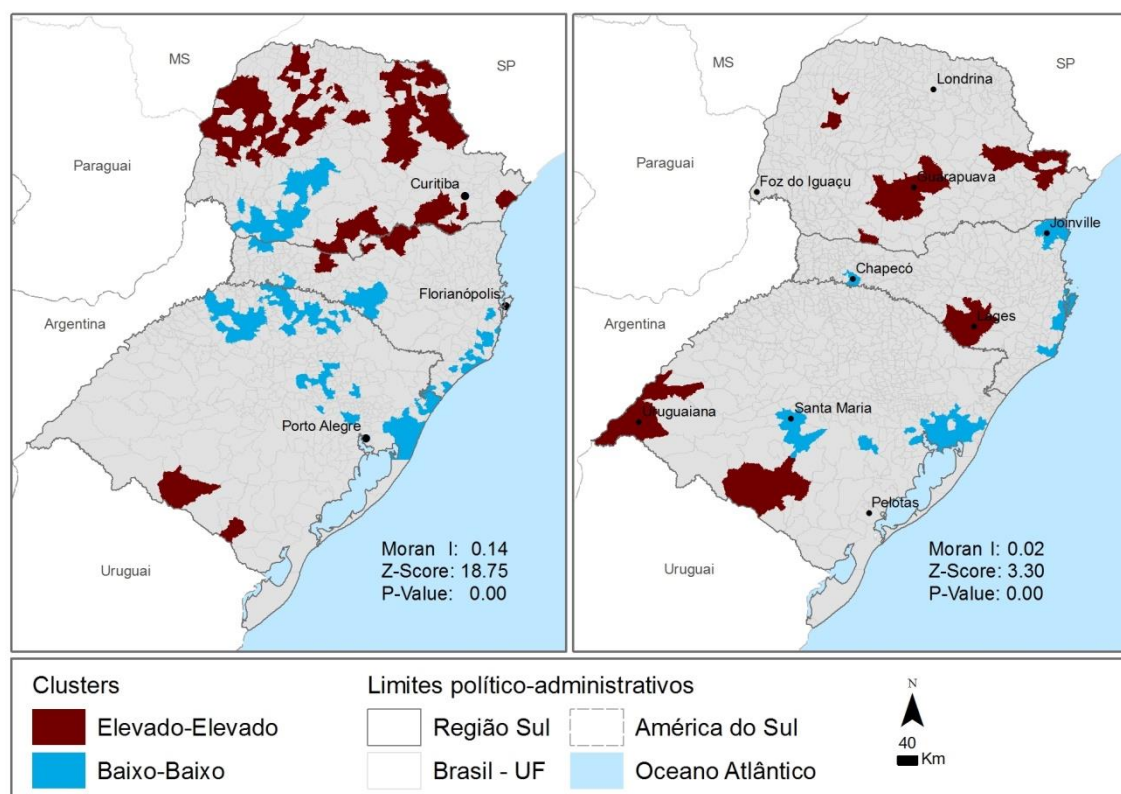 MS
SP
Paraguai
Curitiba
Florianópolis
Argentina
Porto Alegre
Uruguai
Moran I: 0.14
Z-Score: 18.75
P-Value: 0.00
MS
SP
Londrina
Paraguai
Foz do Iguaçu
Guarapuava
Joinville
Chapecó
Argentina
Lages
Uruguaiana
Santa Maria
Pelotas
Uruguai
Moran I: 0.02
Z-Score: 3.30
P-Value: 0.00
Clusters
Elevado-Elevado
Baixo-Baixo
Limites político-administrativos
Região Sul
Brasil - UF
América do Sul
Oceano Atlântico
N
40
Km